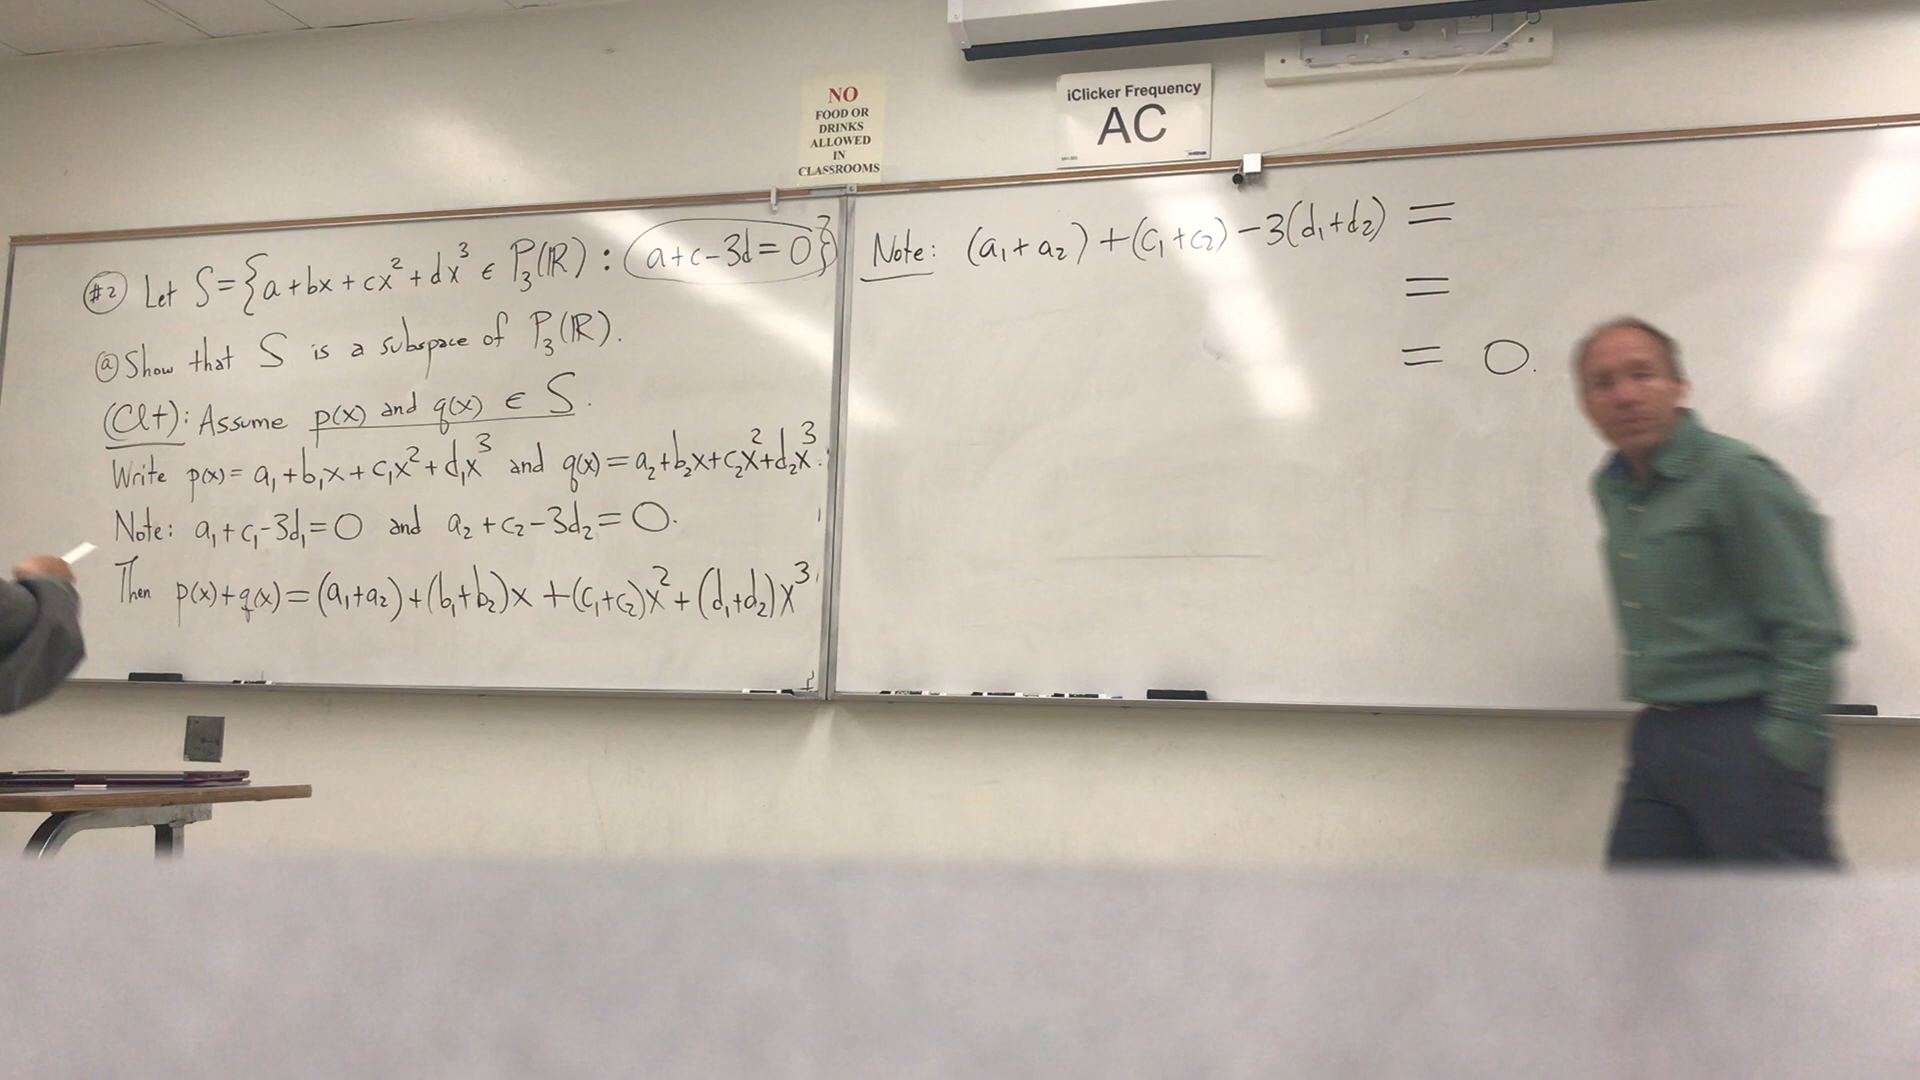 NO
FOOD OR
DRINKS
ALLOWED
IN
CLASSROOMS
iClicker Frequency
AC
#2 Let S={a+bx+cx²+dx³ ∈ P₃(ℝ) : a+c-3d=0}
ⓐ Show that S is a subspace of P₃(ℝ).
(Cl+): Assume p(x) and q(x) ∈ S.
Write p(x)= a₁+b₁x+c₁x²+d₁x³ and q(x)=a₂+b₂x+c₂x²+d₂x³.
Note: a₁+c₁-3d₁=0 and a₂+c₂-3d₂=0.
Then p(x)+q(x)=(a₁+a₂)+(b₁+b₂)x+(c₁+c₂)x²+(d₁+d₂)x³
Note: (a₁+a₂)+(c₁+c₂)-3(d₁+d₂) =
=
= 0.